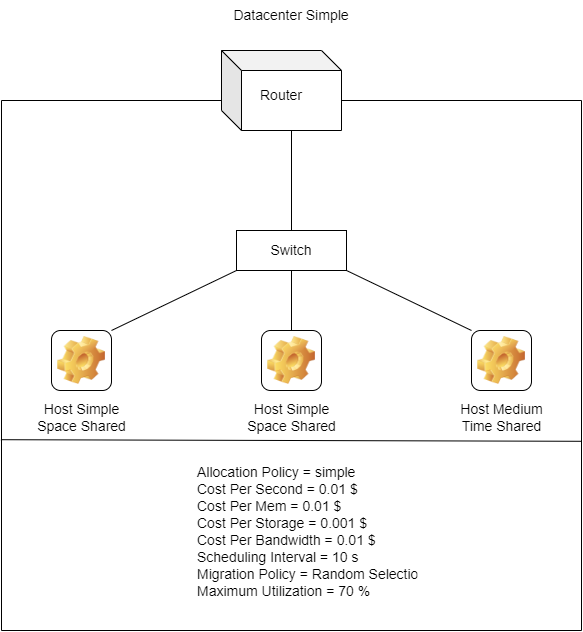 Datacenter Simple
Router
Switch
Host Simple
Space Shared
Host Simple
Space Shared
Host Medium
Time Shared
Allocation Policy = simple
Cost Per Second = 0.01 $
Cost Per Mem = 0.01 $
Cost Per Storage = 0.001 $
Cost Per Bandwidth = 0.01 $
Scheduling Interval = 10 s
Migration Policy = Random Selectio
Maximum Utilization = 70 %